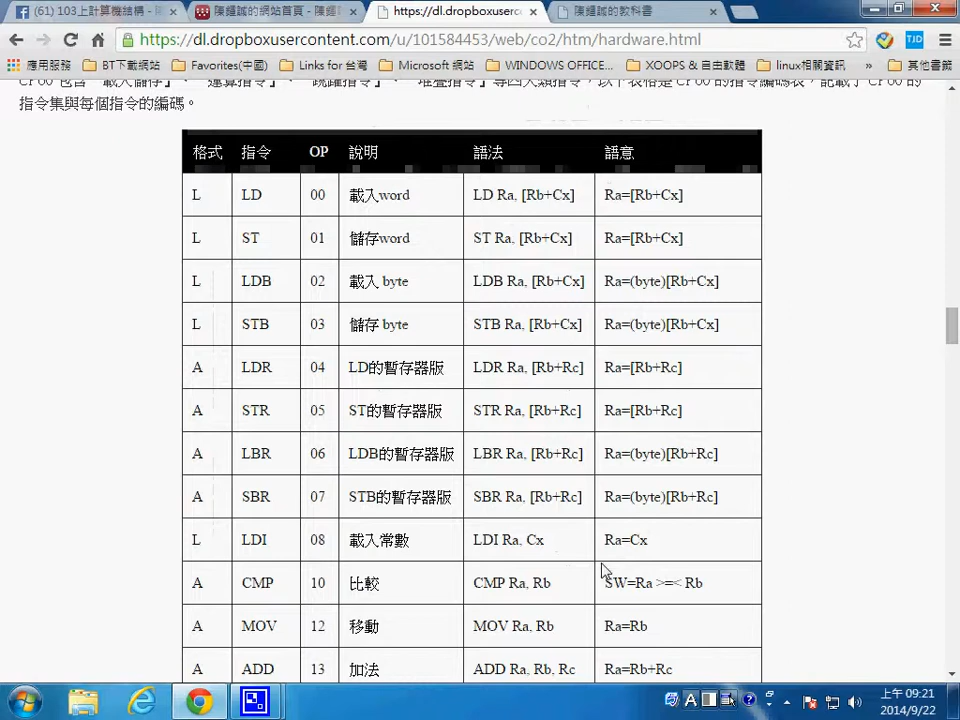 (61) 103上計算機結構 -
陳鍾誠的網站首頁 - 陳鍾
https://dl.dropboxuserc
陳鍾誠的教科書
https://dl.dropboxusercontent.com/u/101584453/web/co2/htm/hardware.html
應用服務 BT下載網站 Favorites(中國) Links for 台灣 Microsoft 網站 WINDOWS OFFICE... XOOPS & 自由軟體 linux相關資訊 » 其他書籤
指令集與每個指令的編碼。
格式 指令 OP 說明 語法 語意
L LD 00 載入word LD Ra, [Rb+Cx] Ra=[Rb+Cx]
L ST 01 儲存word ST Ra, [Rb+Cx] Ra=[Rb+Cx]
L LDB 02 載入 byte LDB Ra, [Rb+Cx] Ra=(byte)[Rb+Cx]
L STB 03 儲存 byte STB Ra, [Rb+Cx] Ra=(byte)[Rb+Cx]
A LDR 04 LD的暫存器版 LDR Ra, [Rb+Rc] Ra=[Rb+Rc]
A STR 05 ST的暫存器版 STR Ra, [Rb+Rc] Ra=[Rb+Rc]
A LBR 06 LDB的暫存器版 LBR Ra, [Rb+Rc] Ra=(byte)[Rb+Rc]
A SBR 07 STB的暫存器版 SBR Ra, [Rb+Rc] Ra=(byte)[Rb+Rc]
L LDI 08 載入常數 LDI Ra, Cx Ra=Cx
A CMP 10 比較 CMP Ra, Rb SW=Ra >=< Rb
A MOV 12 移動 MOV Ra, Rb Ra=Rb
A ADD 13 加法 ADD Ra, Rb, Rc Ra=Rb+Rc
上午 09:21
2014/9/22